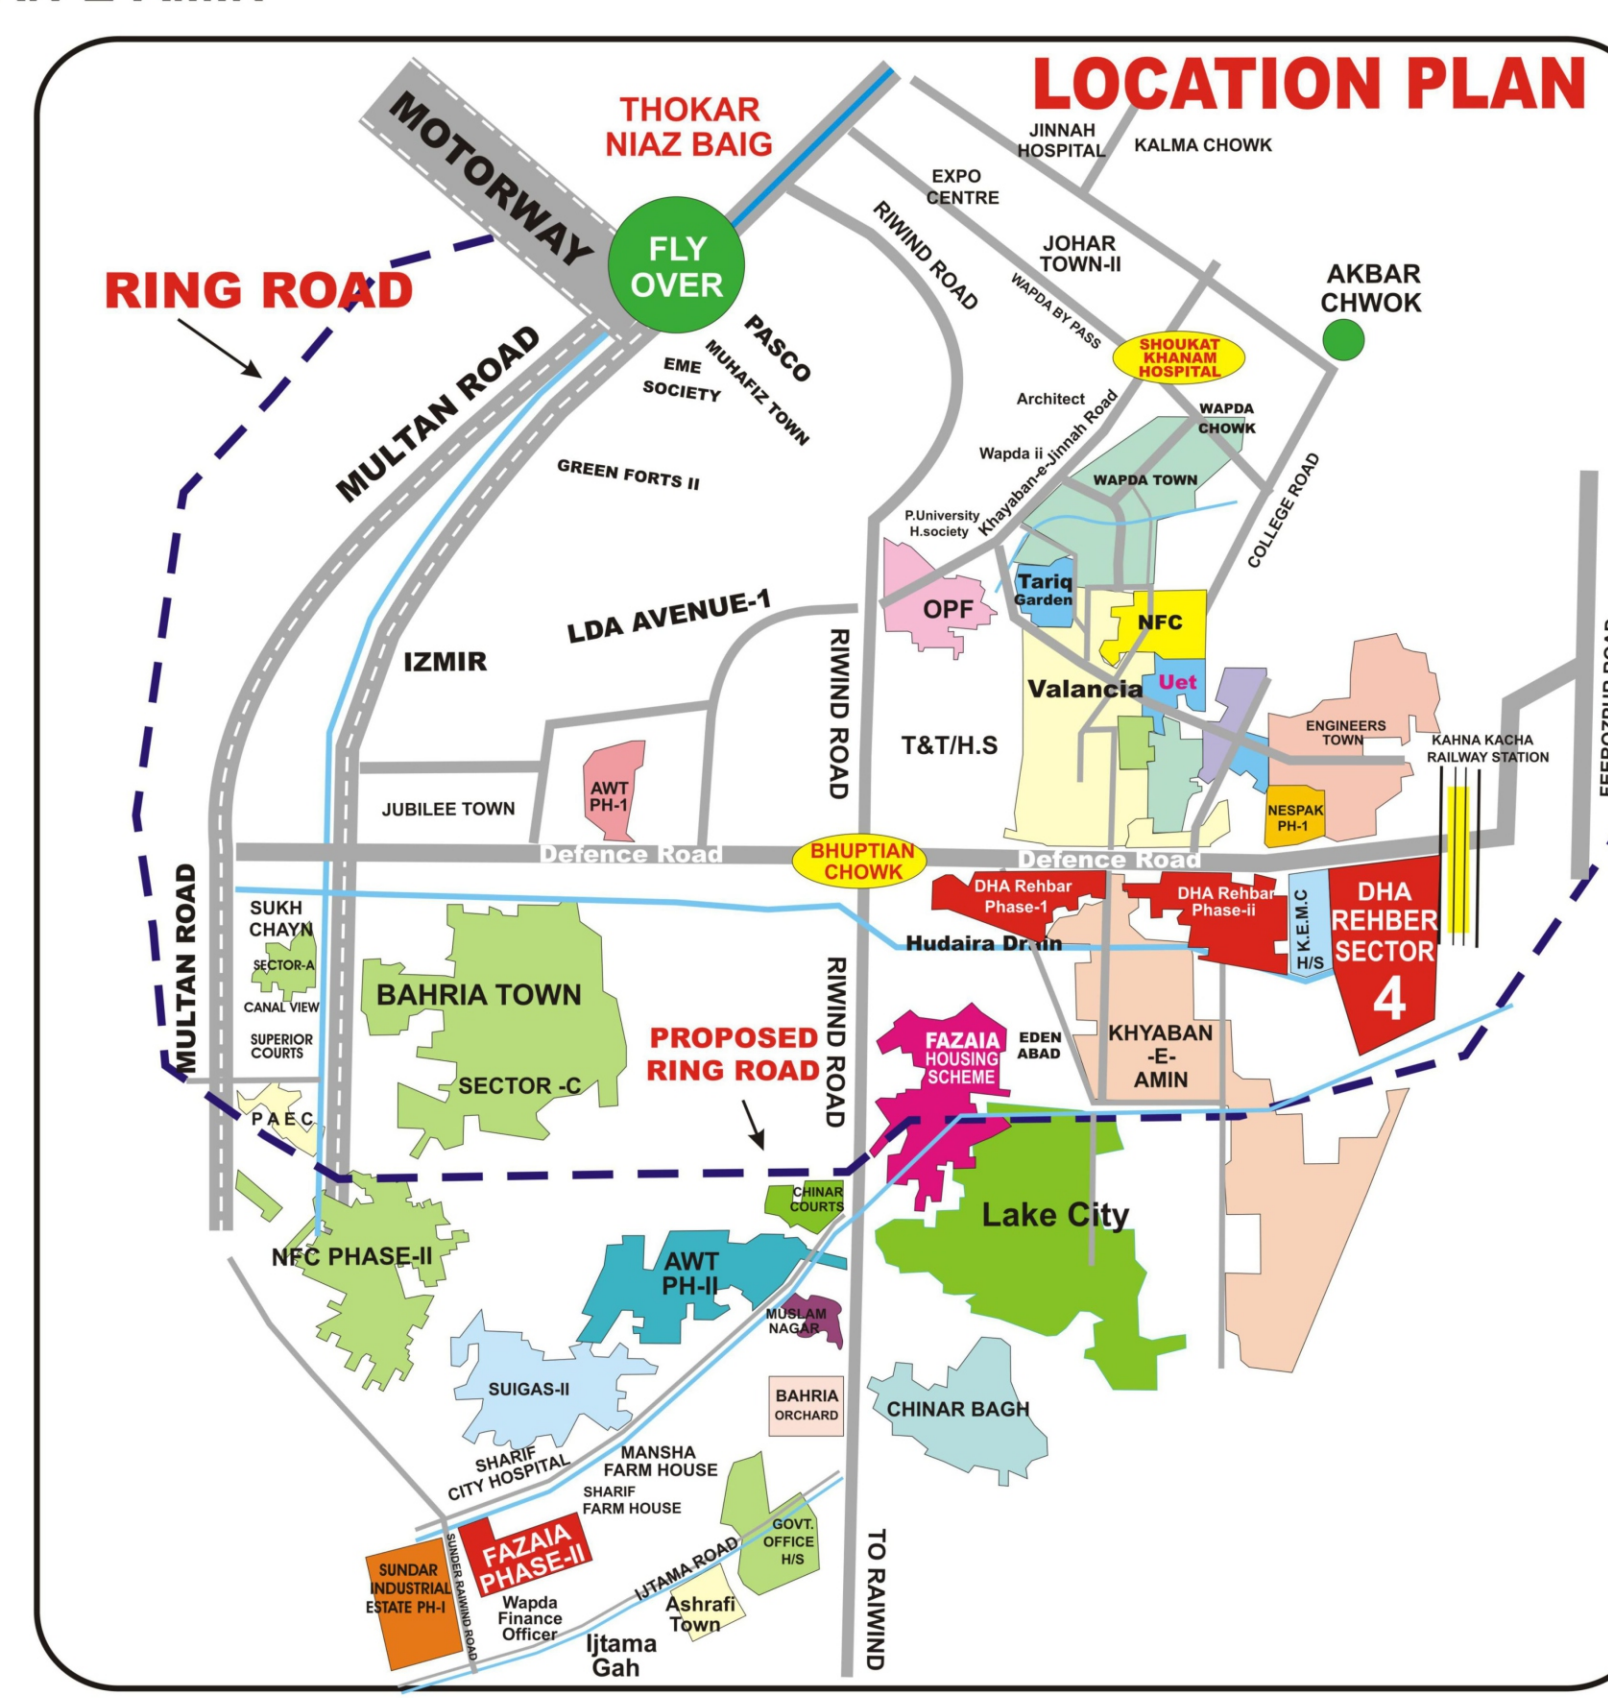 LOCATION PLAN
MOTORWAY
THOKAR
NIAZ BAIG
JINNAH
HOSPITAL
KALMA CHOWK
EXPO
CENTRE
FLY
OVER
RIWIND ROAD
JOHAR
TOWN-II
AKBAR
CHWOK
RING ROAD
WAPDA BY PASS
PASCO
MUHAFIZ TOWN
EME
SOCIETY
SHOUKAT
KHANAM
HOSPITAL
MULTAN ROAD
Architect
Khayaban-e-Jinnah Road
WAPDA
CHOWK
Wapda ii
WAPDA TOWN
GREEN FORTS II
COLLEGE ROAD
P.University
H.society
Tariq
Garden
OPF
NFC
LDA AVENUE-1
IZMIR
RIWIND ROAD
Valancia
Uet
T&T/H.S
ENGINEERS
TOWN
KAHNA KACHA
RAILWAY STATION
FEEROZPUR ROAD
AWT
PH-1
JUBILEE TOWN
NESPAK
PH-1
Defence Road
BHUPTIAN
CHOWK
Defence Road
MULTAN ROAD
SUKH
CHAYN
SECTOR-A
CANAL VIEW
SUPERIOR
COURTS
DHA Rehbar
Phase-1
DHA Rehbar
Phase-ii
K.E.M.C
H/S
DHA
REHBER
SECTOR
4
Hudaira Drain
BAHRIA TOWN
SECTOR -C
RIWIND ROAD
PROPOSED
RING ROAD
FAZAIA
HOUSING
SCHEME
EDEN
ABAD
KHYABAN
-E-
AMIN
P A E C
CHINAR
COURTS
Lake City
NFC PHASE-II
AWT
PH-II
MUSLAM
NAGAR
SUIGAS-II
BAHRIA
ORCHARD
CHINAR BAGH
SHARIF
CITY HOSPITAL
MANSHA
FARM HOUSE
SHARIF
FARM HOUSE
GOVT.
OFFICE
H/S
FAZAIA
PHASE-II
SUNDAR
INDUSTRIAL
ESTATE PH-I
SUNDER RAIWIND ROAD
IJTAMA ROAD
Wapda
Finance
Officer
Ashrafi
Town
Ijtama
Gah
TO RAIWIND